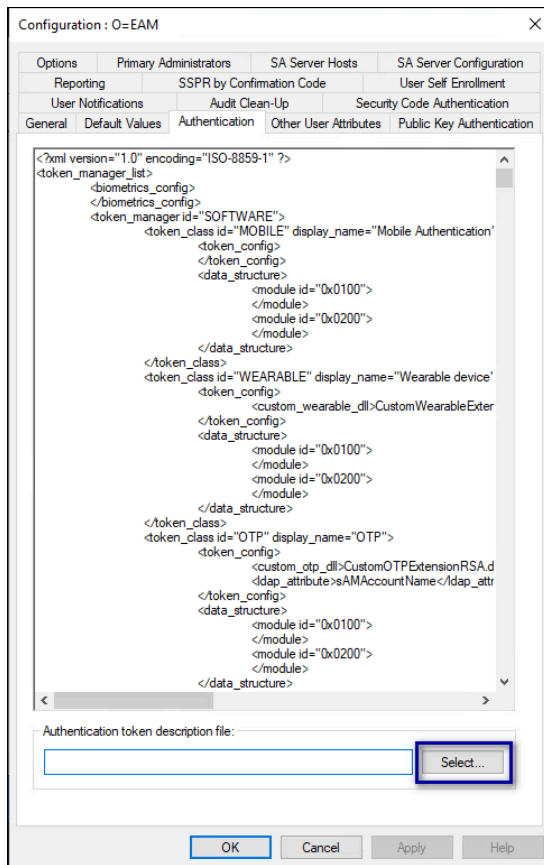 Configuration : O=EAM
Options Primary Administrators SA Server Hosts SA Server Configuration
Reporting SSPR by Confirmation Code User Self Enrollment
User Notifications Audit Clean-Up Security Code Authentication
General Default Values Authentication Other User Attributes Public Key Authentication
<?xml version="1.0" encoding="ISO-8859-1" ?>
<token_manager_list>
<biometrics_config>
</biometrics_config>
<token_manager id="SOFTWARE">
<token_class id="MOBILE" display_name="Mobile Authentication"
<token_config>
</token_config>
<data_structure>
<module id="0x0100">
</module>
<module id="0x0200">
</module>
</data_structure>
</token_class>
<token_class id="WEARABLE" display_name="Wearable device"
<token_config>
<custom_wearable_dll>CustomWearableExter
</token_config>
<data_structure>
<module id="0x0100">
</module>
<module id="0x0200">
</module>
</data_structure>
</token_class>
<token_class id="OTP" display_name="OTP">
<token_config>
<custom_otp_dll>CustomOTPExtensionRSA.d
<ldap_attribute>sAMAccountName</ldap_attr
</token_config>
<data_structure>
<module id="0x0100">
</module>
<module id="0x0200">
</module>
</data_structure>
Authentication token description file:
Select...
OK Cancel Apply Help